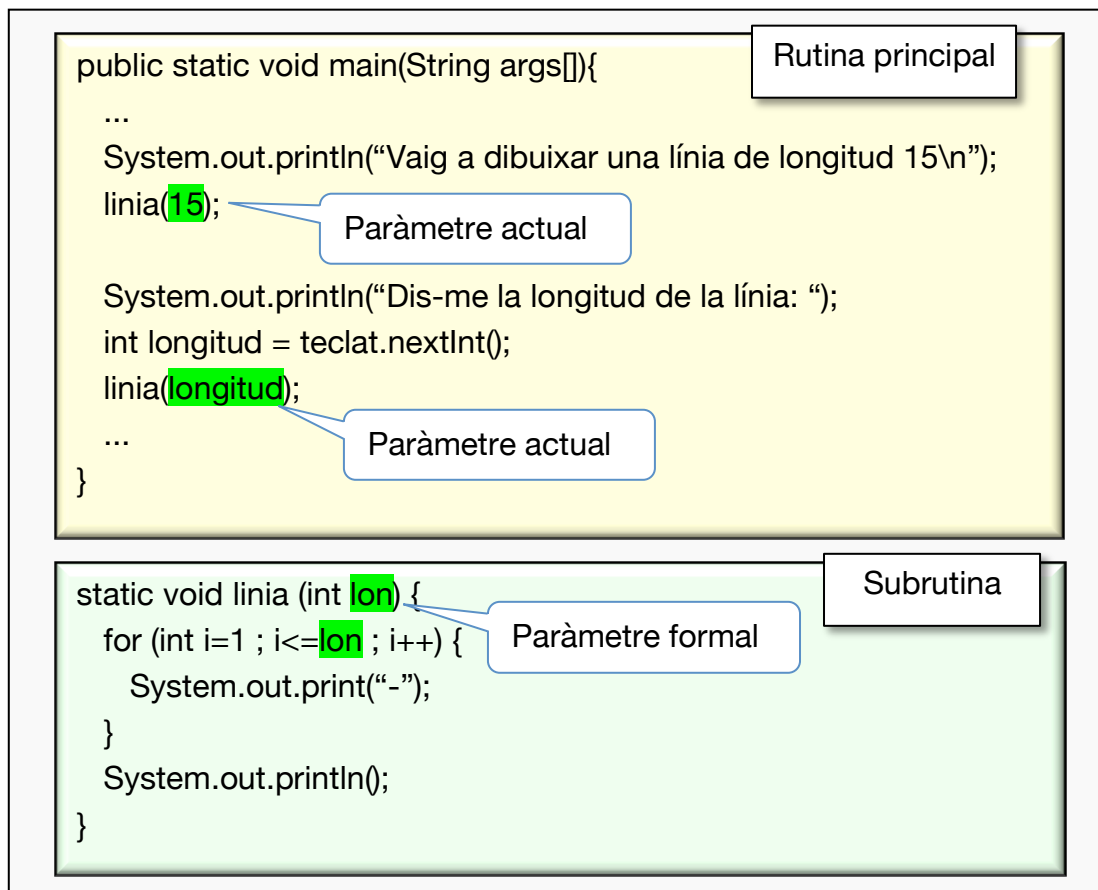 Rutina principal
public static void main(String args[]){
...
System.out.println(“Vaig a dibuixar una línia de longitud 15\n”);
linia(15);
Paràmetre actual
System.out.println(“Dis-me la longitud de la línia: “);
int longitud = teclat.nextInt();
linia(longitud);
...
Paràmetre actual
}
Subrutina
static void linia (int lon) {
Paràmetre formal
for (int i=1 ; i<=lon ; i++) {
System.out.print(“-”);
}
System.out.println();
}